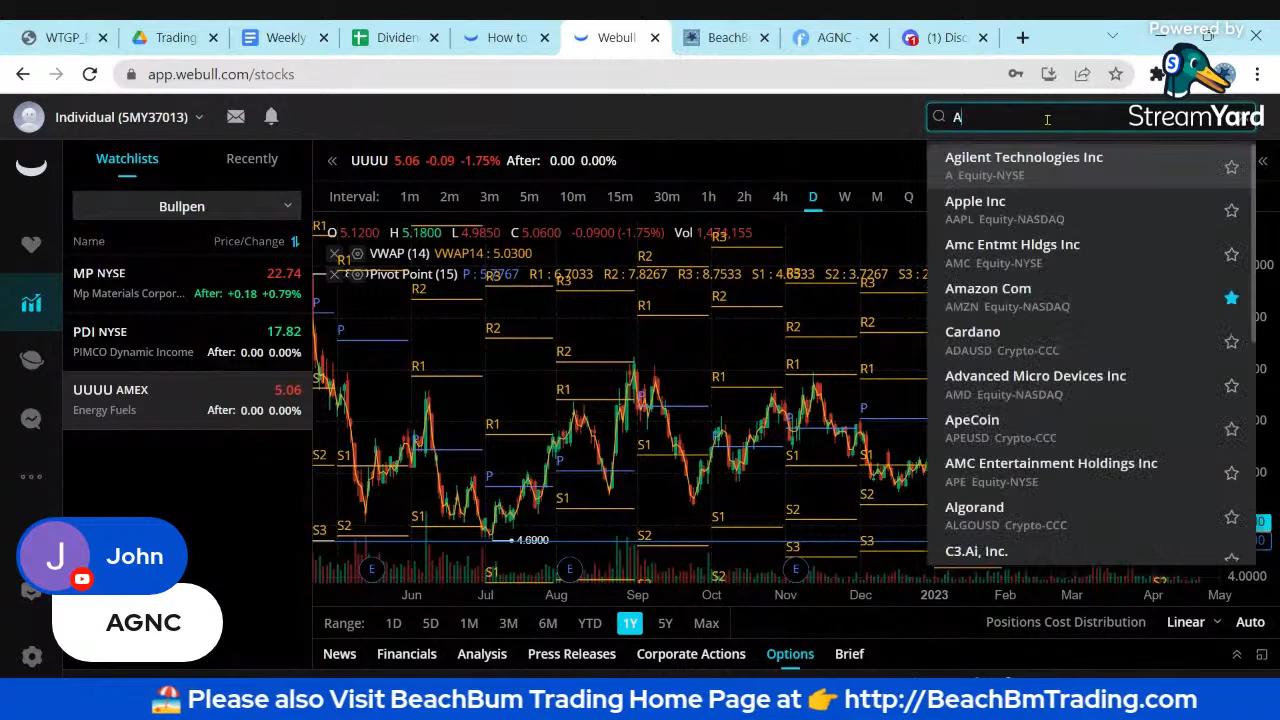 WTGP_F
Trading
Weekly
Dividen
How to
Webull
BeachB
AGNC -
(1) Disc
Powered by
StreamYard
app.webull.com/stocks
Individual (5MY37013)
A
Watchlists
Recently
Bullpen
Name
Price/Change
MP NYSE
22.74
Mp Materials Corpor...
After: +0.18 +0.79%
PDI NYSE
17.82
PIMCO Dynamic Income
After: 0.00 0.00%
UUUU AMEX
5.06
Energy Fuels
After: 0.00 0.00%
UUUU 5.06 -0.09 -1.75% After: 0.00 0.00%
Interval: 1m 2m 3m 5m 10m 15m 30m 1h 2h 4h D W M Q
O 5.1200 H 5.1800 L 4.9850 C 5.0600 -0.0900 (-1.75%)
VWAP (14) VWAP14 : 5.0300
Pivot Point (15)
R1 : 6.7033 R2 : 7.8267 R3 : 8.7533
4.6900
E
E
E
Jun Jul Aug Sep Oct Nov Dec 2023 Feb Mar Apr May
4.0000
Range: 1D 5D 1M 3M 6M YTD 1Y 5Y Max
Positions Cost Distribution Linear Auto
News Financials Analysis Press Releases Corporate Actions Options Brief
Agilent Technologies Inc
A Equity-NYSE
Apple Inc
AAPL Equity-NASDAQ
Amc Entmt Hldgs Inc
AMC Equity-NYSE
Amazon Com
AMZN Equity-NASDAQ
Cardano
ADAUSD Crypto-CCC
Advanced Micro Devices Inc
AMD Equity-NASDAQ
ApeCoin
APEUSD Crypto-CCC
AMC Entertainment Holdings Inc
APE Equity-NYSE
Algorand
ALGOUSD Crypto-CCC
C3.Ai, Inc.
J
John
AGNC
🏖️ Please also Visit BeachBum Trading Home Page at 👉 http://BeachBmTrading.com